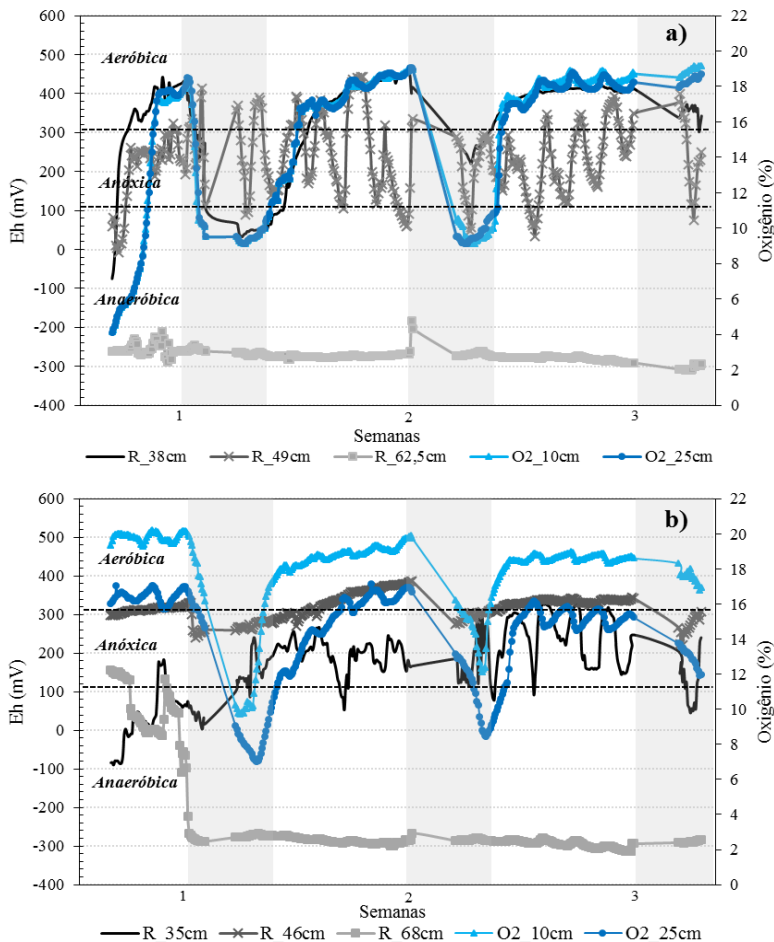 a)
600
500
400
300
200
100
0
-100
-200
-300
-400
Eh (mV)
Aeróbica
Anóxica
Anaeróbica
22
20
18
16
14
12
10
8
6
4
2
0
Oxigênio (%)
1 2 3
Semanas
R_38cm R_49cm R_62,5cm O2_10cm O2_25cm
b)
600
500
400
300
200
100
0
-100
-200
-300
-400
Eh (mV)
Aeróbica
Anóxica
Anaeróbica
22
20
18
16
14
12
10
8
6
4
2
0
Oxigênio (%)
1 2 3
Semanas
R_35cm R_46cm R_68cm O2_10cm O2_25cm